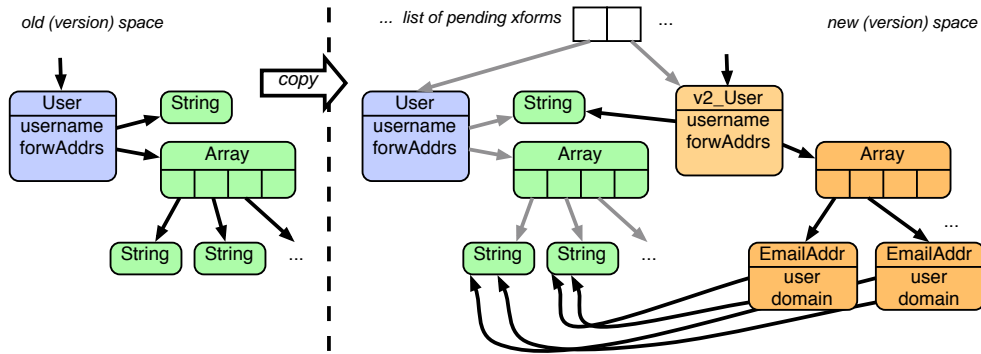 old (version) space
... list of pending xforms
...
new (version) space
copy
User
username
forwAddrs
String
Array
String
String
...
User
username
forwAddrs
String
v2_User
username
forwAddrs
Array
Array
String
String
...
...
EmailAddr
user
domain
EmailAddr
user
domain